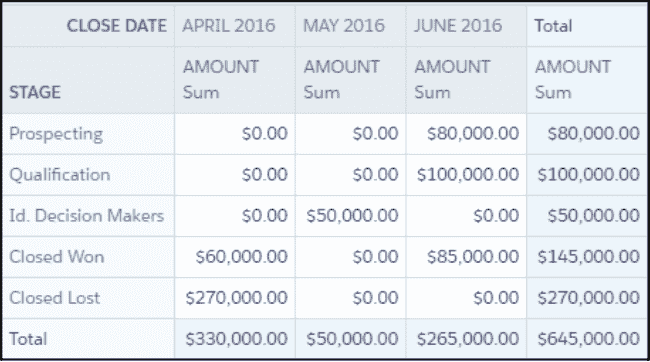 CLOSE DATE APRIL 2016 MAY 2016 JUNE 2016 Total
AMOUNT AMOUNT AMOUNT AMOUNT
STAGE Sum Sum Sum Sum
Prospecting $0.00 $0.00 $80,000.00 $80,000.00
Qualification $0.00 $0.00 $100,000.00 $100,000.00
Id. Decision Makers $0.00 $50,000.00 $0.00 $50,000.00
Closed Won $60,000.00 $0.00 $85,000.00 $145,000.00
Closed Lost $270,000.00 $0.00 $0.00 $270,000.00
Total $330,000.00 $50,000.00 $265,000.00 $645,000.00